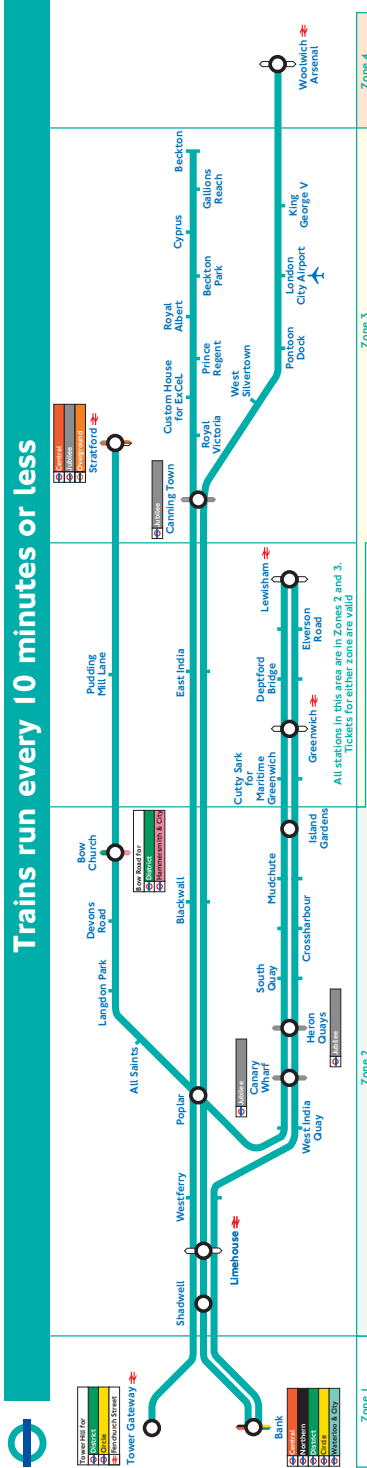 Trains run every 10 minutes or less
Tower Hill for
District
Circle
Fenchurch Street
Tower Gateway
Bank
Central
Northern
District
Circle
Waterloo & City
Shadwell
Limehouse
Westferry
Poplar
All Saints
Langdon Park
Devons
Road
Bow
Church
Bow Road for
District
Hammersmith & City
Pudding
Mill Lane
Stratford
Central
Jubilee
Overground
Blackwall
East India
Canning Town
Jubilee
Royal
Victoria
Custom House
for ExCeL
Prince
Regent
Royal
Albert
Beckton
Park
Cyprus
Gallions
Reach
Beckton
West
Silvertown
Pontoon
Dock
London
City Airport
King
George V
Woolwich
Arsenal
West India
Quay
Canary
Wharf
Jubilee
Heron
Quays
Jubilee
South
Quay
Crossharbour
Mudchute
Island
Gardens
Cutty Sark
for
Maritime
Greenwich
Greenwich
Deptford
Bridge
Elverson
Road
Lewisham
All stations in this area are in Zones 2 and 3.
Tickets for either zone are valid
Zone 1
Zone 2
Zone 3
Zone 4